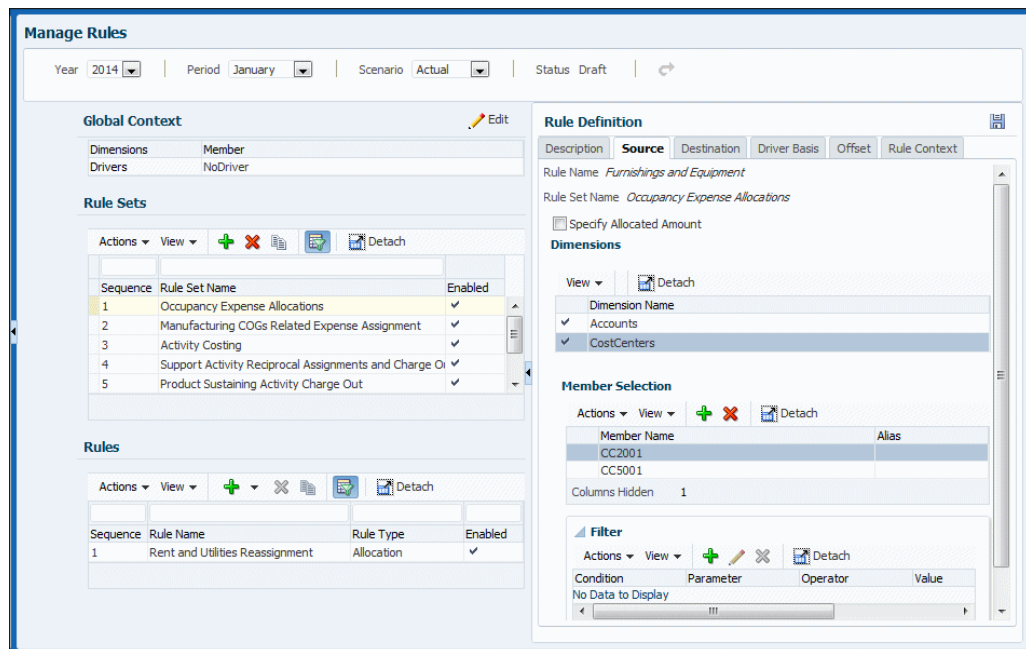 Manage Rules
Year 2014 Period January Scenario Actual Status Draft
Global Context Edit
Dimensions Member
Drivers NoDriver
Rule Sets
Actions View Detach
Sequence Rule Set Name Enabled
1 Occupancy Expense Allocations
2 Manufacturing COGs Related Expense Assignment
3 Activity Costing
4 Support Activity Reciprocal Assignments and Charge
5 Product Sustaining Activity Charge Out
Rules
Actions View Detach
Sequence Rule Name Rule Type Enabled
1 Rent and Utilities Reassignment Allocation
Rule Definition
Description Source Destination Driver Basis Offset Rule Context
Rule Name Furnishings and Equipment
Rule Set Name Occupancy Expense Allocations
Specify Allocated Amount
Dimensions
View Detach
Dimension Name
Accounts
CostCenters
Member Selection
Actions View Detach
Member Name Alias
CC2001
CC5001
Columns Hidden 1
Filter
Actions View Detach
Condition Parameter Operator Value
No Data to Display